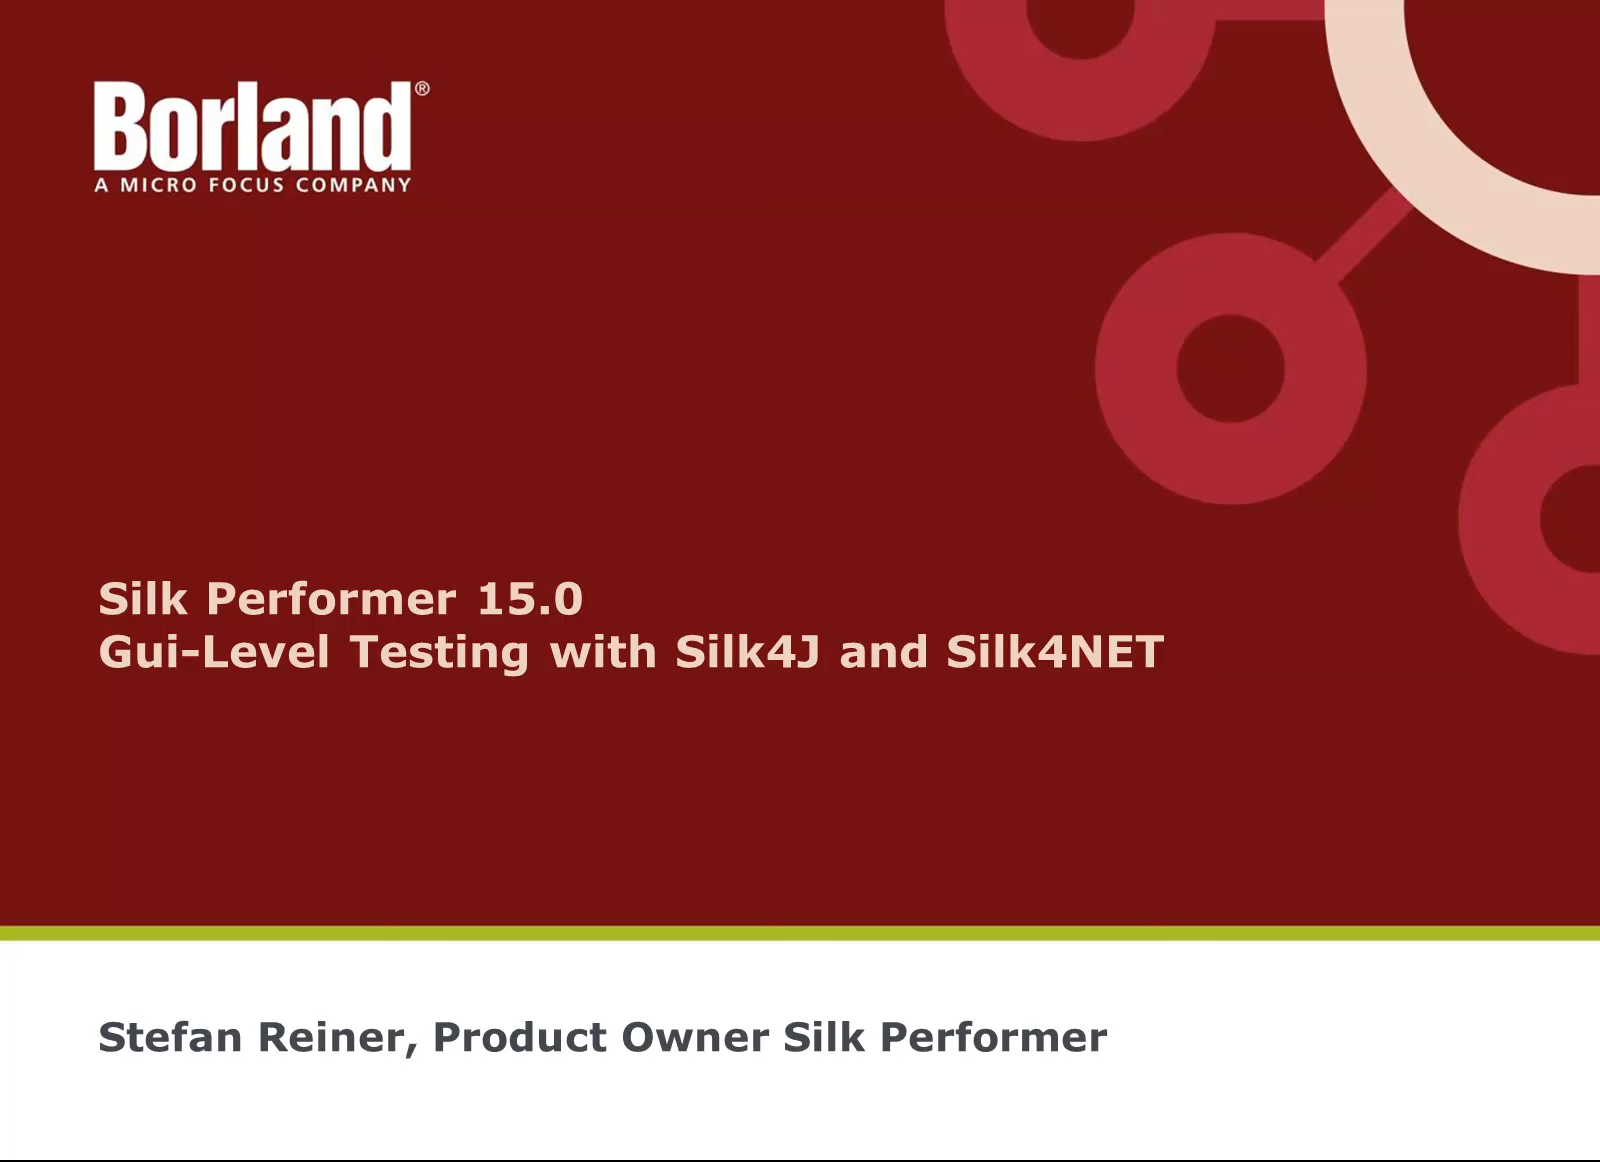 Borland®
A MICRO FOCUS COMPANY
Silk Performer 15.0
Gui-Level Testing with Silk4J and Silk4NET
Stefan Reiner, Product Owner Silk Performer